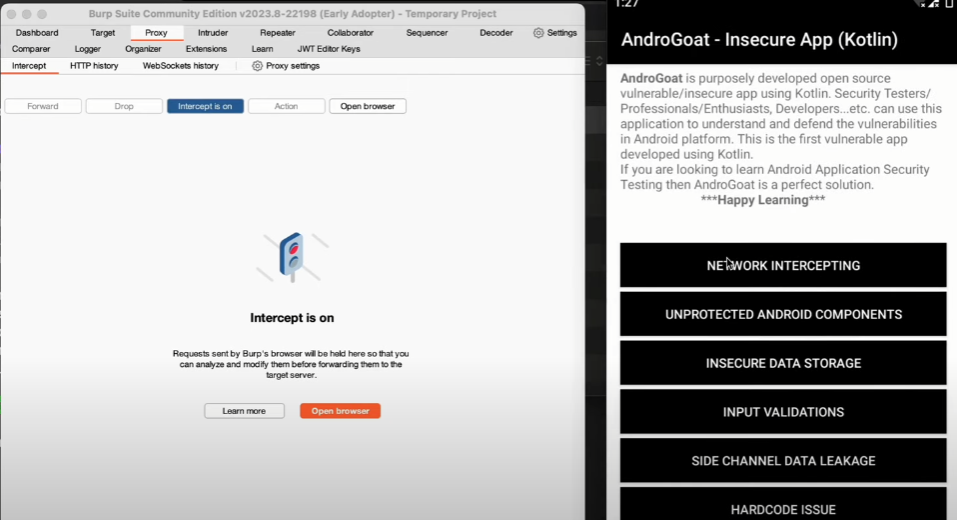 Burp Suite Community Edition v2023.8-22198 (Early Adopter) - Temporary Project
Dashboard Target Proxy Intruder Repeater Collaborator Sequencer Decoder Settings
Comparer Logger Organizer Extensions Learn JWT Editor Keys
Intercept HTTP history WebSockets history Proxy settings
Forward Drop Intercept is on Action Open browser
Intercept is on
Requests sent by Burp's browser will be held here so that you
can analyze and modify them before forwarding them to the
target server.
Learn more Open browser
1:27
AndroGoat - Insecure App (Kotlin)
AndroGoat is purposely developed open source
vulnerable/insecure app using Kotlin. Security Testers/
Professionals/Enthusiasts, Developers...etc. can use this
application to understand and defend the vulnerabilities
in Android platform. This is the first vulnerable app
developed using Kotlin.
If you are looking to learn Android Application Security
Testing then AndroGoat is a perfect solution.
***Happy Learning***
NETWORK INTERCEPTING
UNPROTECTED ANDROID COMPONENTS
INSECURE DATA STORAGE
INPUT VALIDATIONS
SIDE CHANNEL DATA LEAKAGE
HARDCODE ISSUE